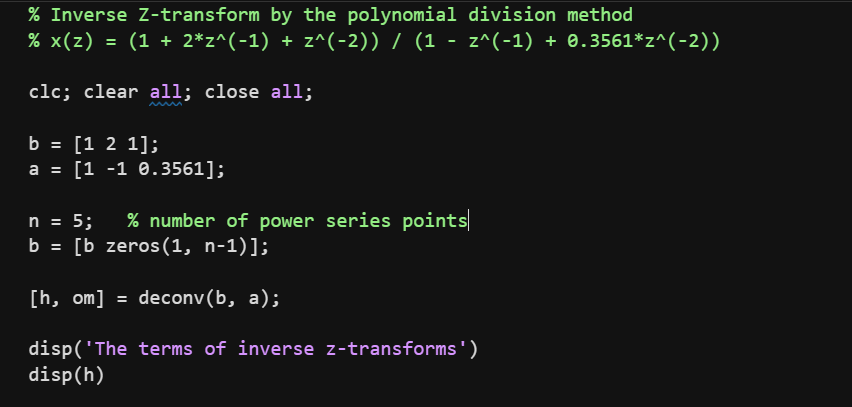 % Inverse Z-transform by the polynomial division method
% x(z) = (1 + 2*z^(-1) + z^(-2)) / (1 - z^(-1) + 0.3561*z^(-2))
clc; clear all; close all;
b = [1 2 1];
a = [1 -1 0.3561];
n = 5;   % number of power series points
b = [b zeros(1, n-1)];
[h, om] = deconv(b, a);
disp('The terms of inverse z-transforms')
disp(h)